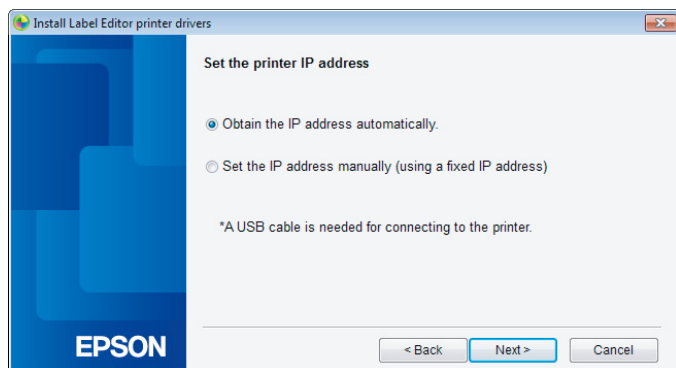 Install Label Editor printer drivers
Set the printer IP address
Obtain the IP address automatically.
Set the IP address manually (using a fixed IP address)
*A USB cable is needed for connecting to the printer.
EPSON
< Back
Next >
Cancel